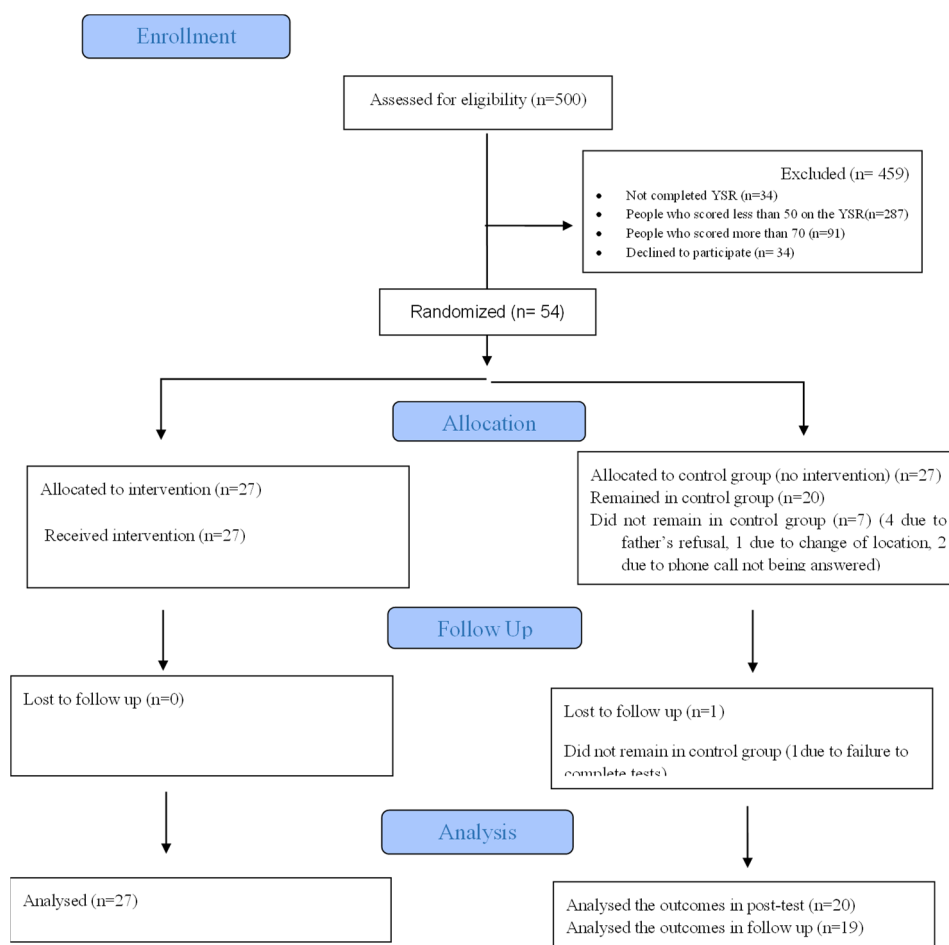 Enrollment
Assessed for eligibility (n=500)
Excluded (n= 459)
• Not completed YSR (n=34)
• People who scored less than 50 on the YSR(n=287)
• People who scored more than 70 (n=91)
• Declined to participate (n= 34)
Randomized (n= 54)
Allocation
Allocated to intervention (n=27)
Received intervention (n=27)
Allocated to control group (no intervention) (n=27)
Remained in control group (n=20)
Did not remain in control group (n=7) (4 due to
father's refusal, 1 due to change of location, 2
due to phone call not being answered)
Follow Up
Lost to follow up (n=0)
Lost to follow up (n=1)
Did not remain in control group (1due to failure to
complete tests)
Analysis
Analysed (n=27)
Analysed the outcomes in post-test (n=20)
Analysed the outcomes in follow up (n=19)